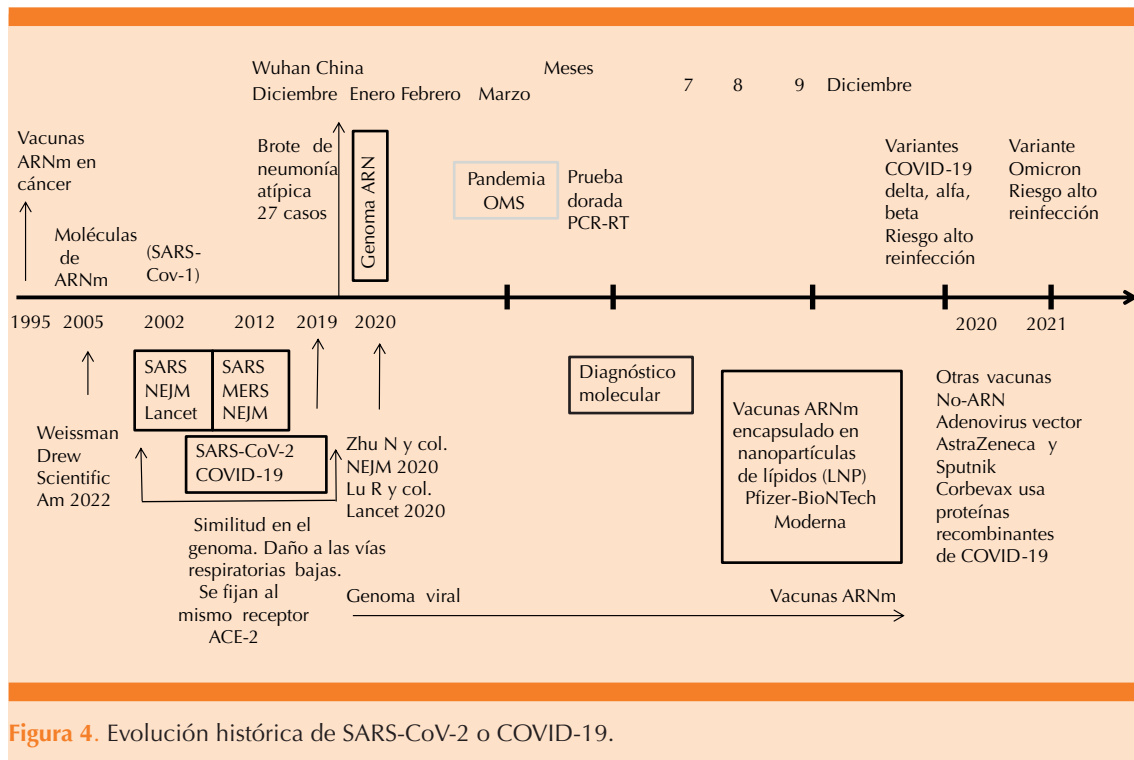 Wuhan China
Meses
Diciembre Enero Febrero Marzo
7 8 9 Diciembre
Vacunas
ARNm en
cáncer
Moléculas
de
ARNm
(SARS-
Cov-1)
Brote de
neumonía
atípica
27 casos
Genoma ARN
Pandemia
OMS
Prueba
dorada
PCR-RT
Variantes
COVID-19
delta, alfa,
beta
Riesgo alto
reinfección
Variante
Omicron
Riesgo alto
reinfección
1995 2005 2002 2012 2019 2020 2020 2021
Weissman
Drew
Scientific
Am 2022
SARS
NEJM
Lancet
SARS
MERS
NEJM
SARS-CoV-2
COVID-19
Similitud en el
genoma. Daño a las vías
respiratorias bajas.
Se fijan al
mismo receptor
ACE-2
Zhu N y col.
NEJM 2020
Lu R y col.
Lancet 2020
Diagnóstico
molecular
Vacunas ARNm
encapsulado en
nanopartículas
de lípidos (LNP)
Pfizer-BioNTech
Moderna
Otras vacunas
No-ARN
Adenovirus vector
AstraZeneca y
Sputnik
Corbevax usa
proteínas
recombinantes
de COVID-19
Genoma viral
Vacunas ARNm
Figura 4. Evolución histórica de SARS-CoV-2 o COVID-19.